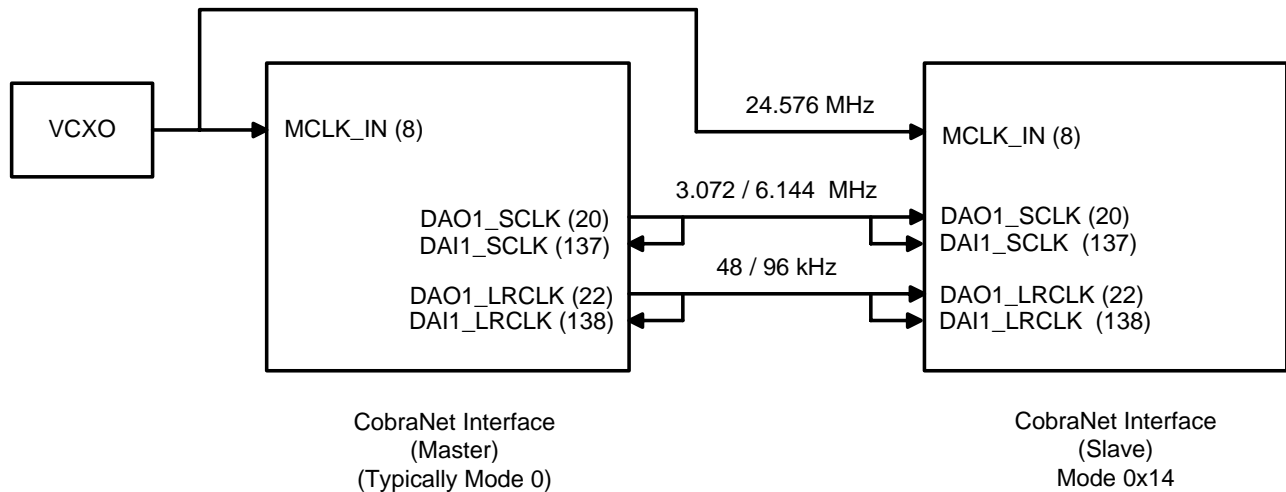 VCXO
MCLK_IN (8)
24.576 MHz
MCLK_IN (8)
3.072 / 6.144 MHz
DAO1_SCLK (20)
DAI1_SCLK (137)
DAO1_SCLK (20)
DAI1_SCLK (137)
48 / 96 kHz
DAO1_LRCLK (22)
DAI1_LRCLK (138)
DAO1_LRCLK (22)
DAI1_LRCLK (138)
CobraNet Interface
(Master)
(Typically Mode 0)
CobraNet Interface
(Slave)
Mode 0x14